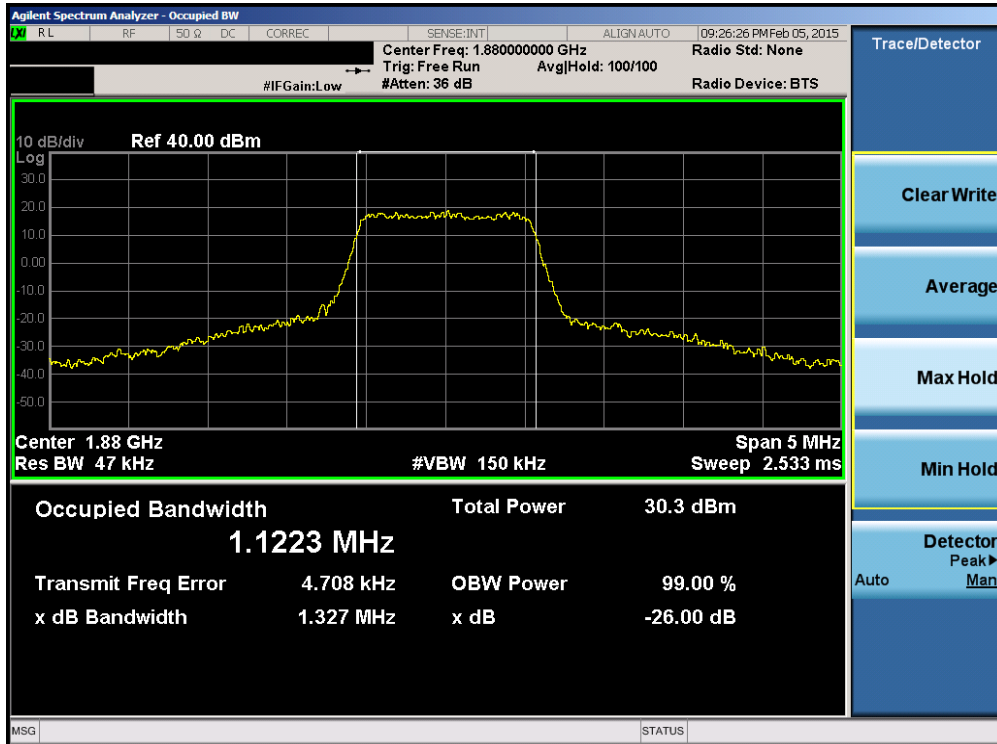 Agilent Spectrum Analyzer - Occupied BW
LXI RL RF 50 Ω DC CORREC SENSE:INT ALIGN AUTO 09:26:26 PM Feb 05, 2015
Center Freq: 1.880000000 GHz Radio Std: None
Trig: Free Run Avg|Hold: 100/100
#IFGain:Low #Atten: 36 dB Radio Device: BTS
10 dB/div Ref 40.00 dBm
Log
30.0
20.0
10.0
0.00
-10.0
-20.0
-30.0
-40.0
-50.0
Center 1.88 GHz Span 5 MHz
Res BW 47 kHz #VBW 150 kHz Sweep 2.533 ms
Occupied Bandwidth Total Power 30.3 dBm
1.1223 MHz
Transmit Freq Error 4.708 kHz OBW Power 99.00 %
x dB Bandwidth 1.327 MHz x dB -26.00 dB
MSG STATUS
Trace/Detector
Clear Write
Average
Max Hold
Min Hold
Detector
Peak▶
Auto Man